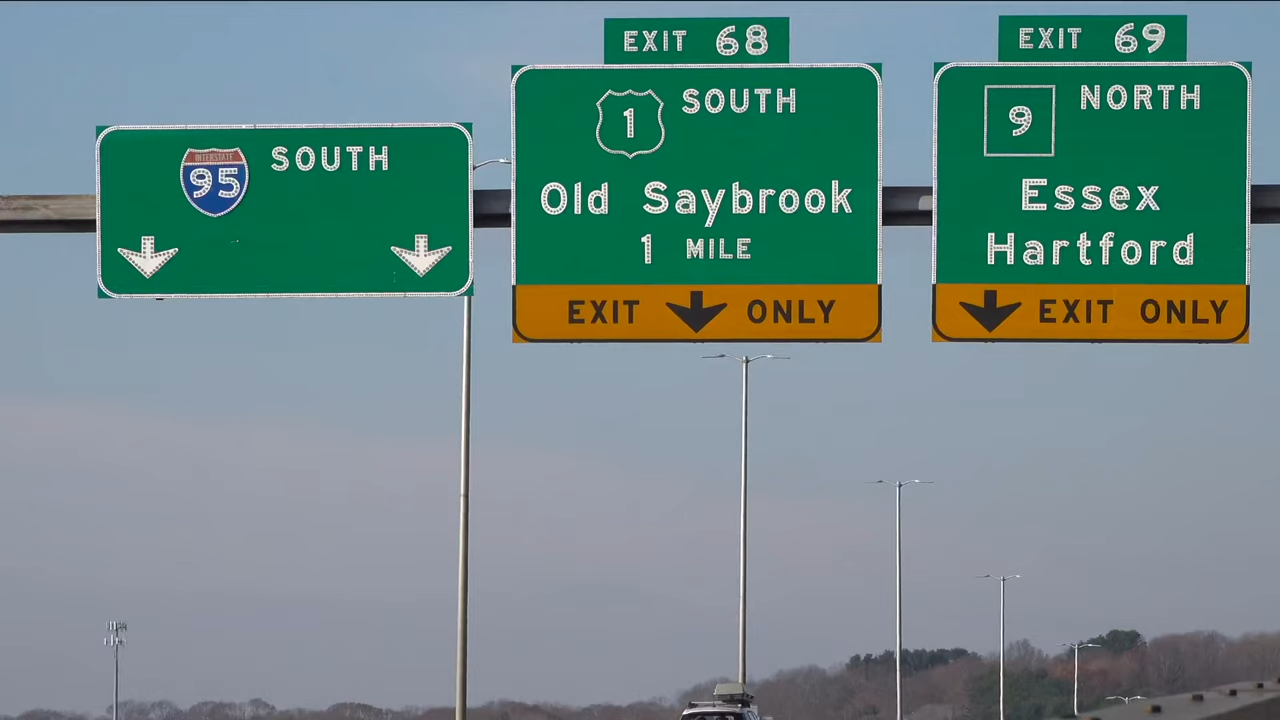 INTERSTATE
95 SOUTH
EXIT 68
1 SOUTH
Old Saybrook
1 MILE
EXIT ONLY
EXIT 69
9 NORTH
Essex
Hartford
EXIT ONLY